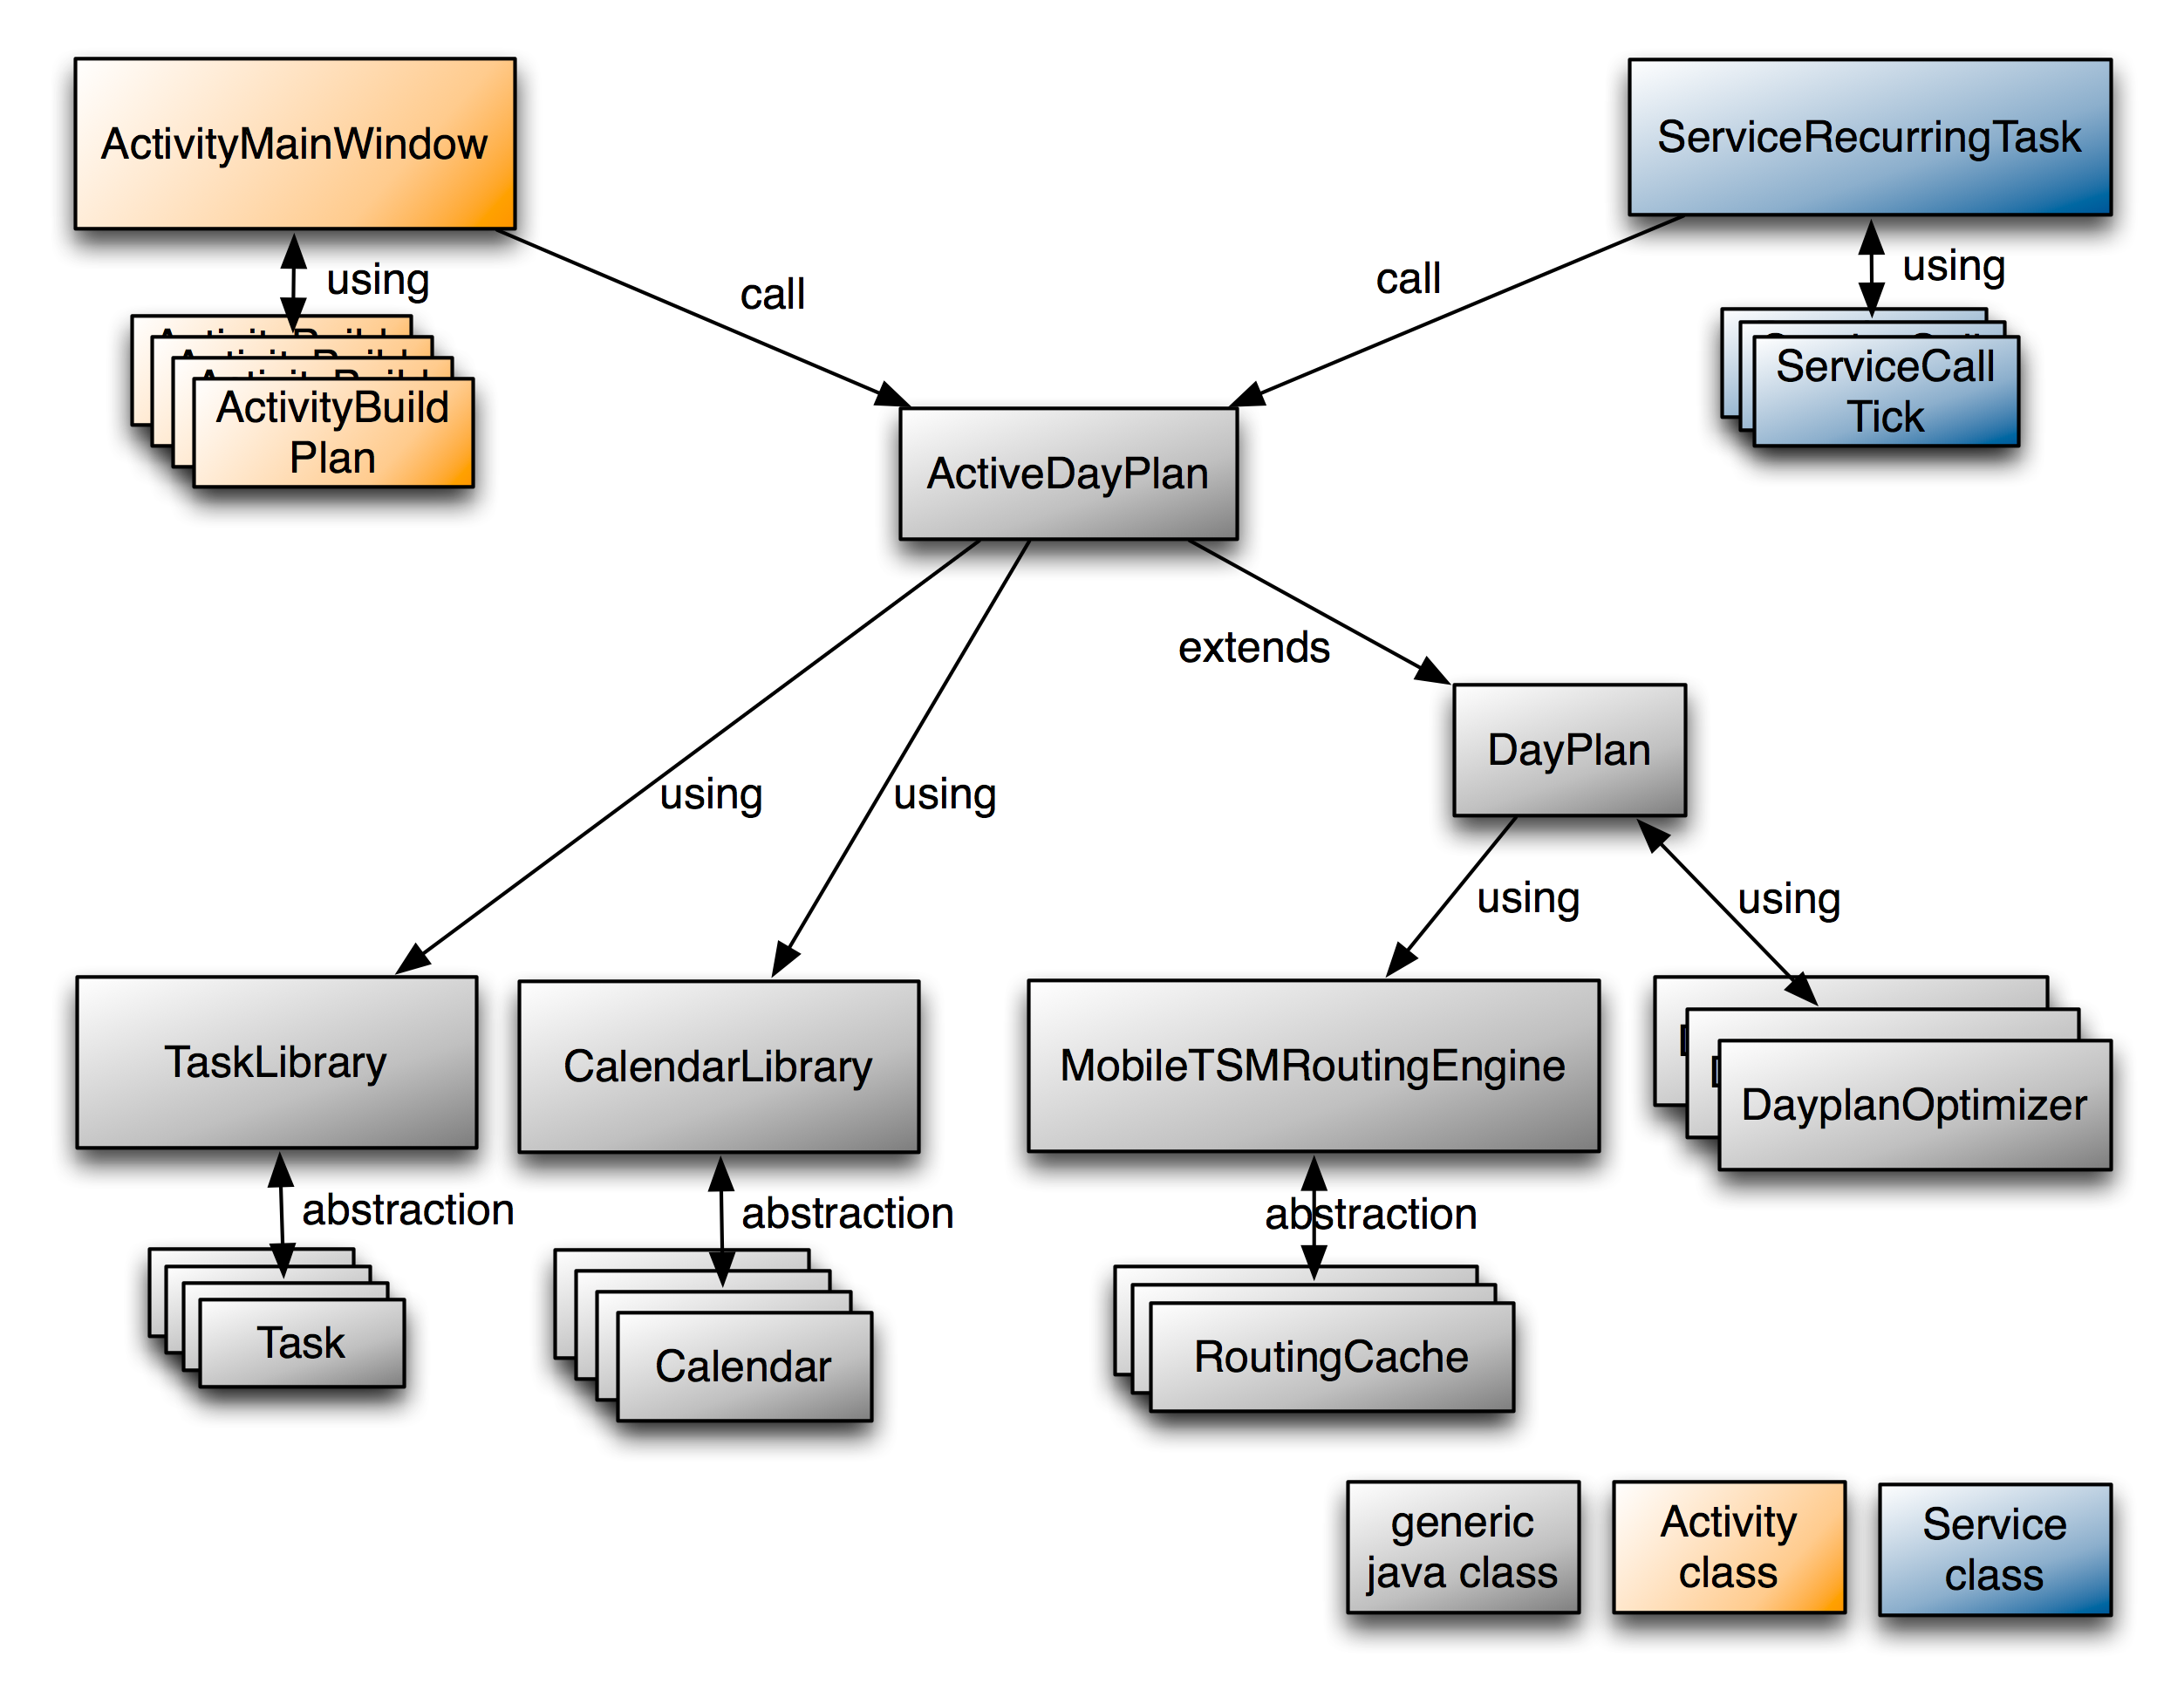 ActivityMainWindow
ServiceRecurringTask
using
call
call
using
ActivityBuild
Plan
ServiceCall
Tick
ActiveDayPlan
extends
DayPlan
using
using
using
using
TaskLibrary
CalendarLibrary
MobileTSMRoutingEngine
DayplanOptimizer
abstraction
abstraction
abstraction
Task
Calendar
RoutingCache
generic
java class
Activity
class
Service
class